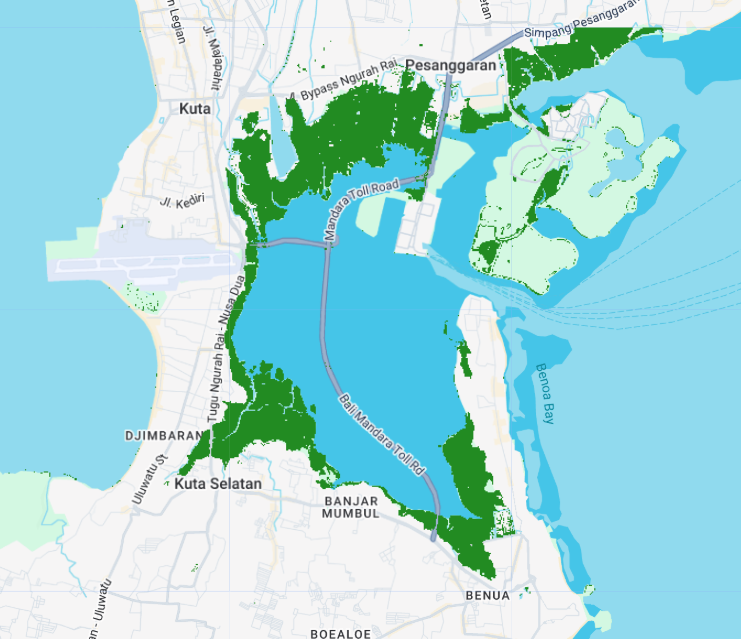 Legian
Jl. Majapahit
etan
Simpang Pesanggaran
Pesanggaran
Bypass Ngurah Rai
Kuta
Jl. Kediri
Mandara Toll Road
Tugu Ngurah Rai - Nusa Dua
Benoa Bay
Bali Mandara Toll Rd
DJIMBARAN
Uluwatu St
Kuta Selatan
BANJAR
MUMBUL
an - Uluwatu
BENUA
BOEALOE